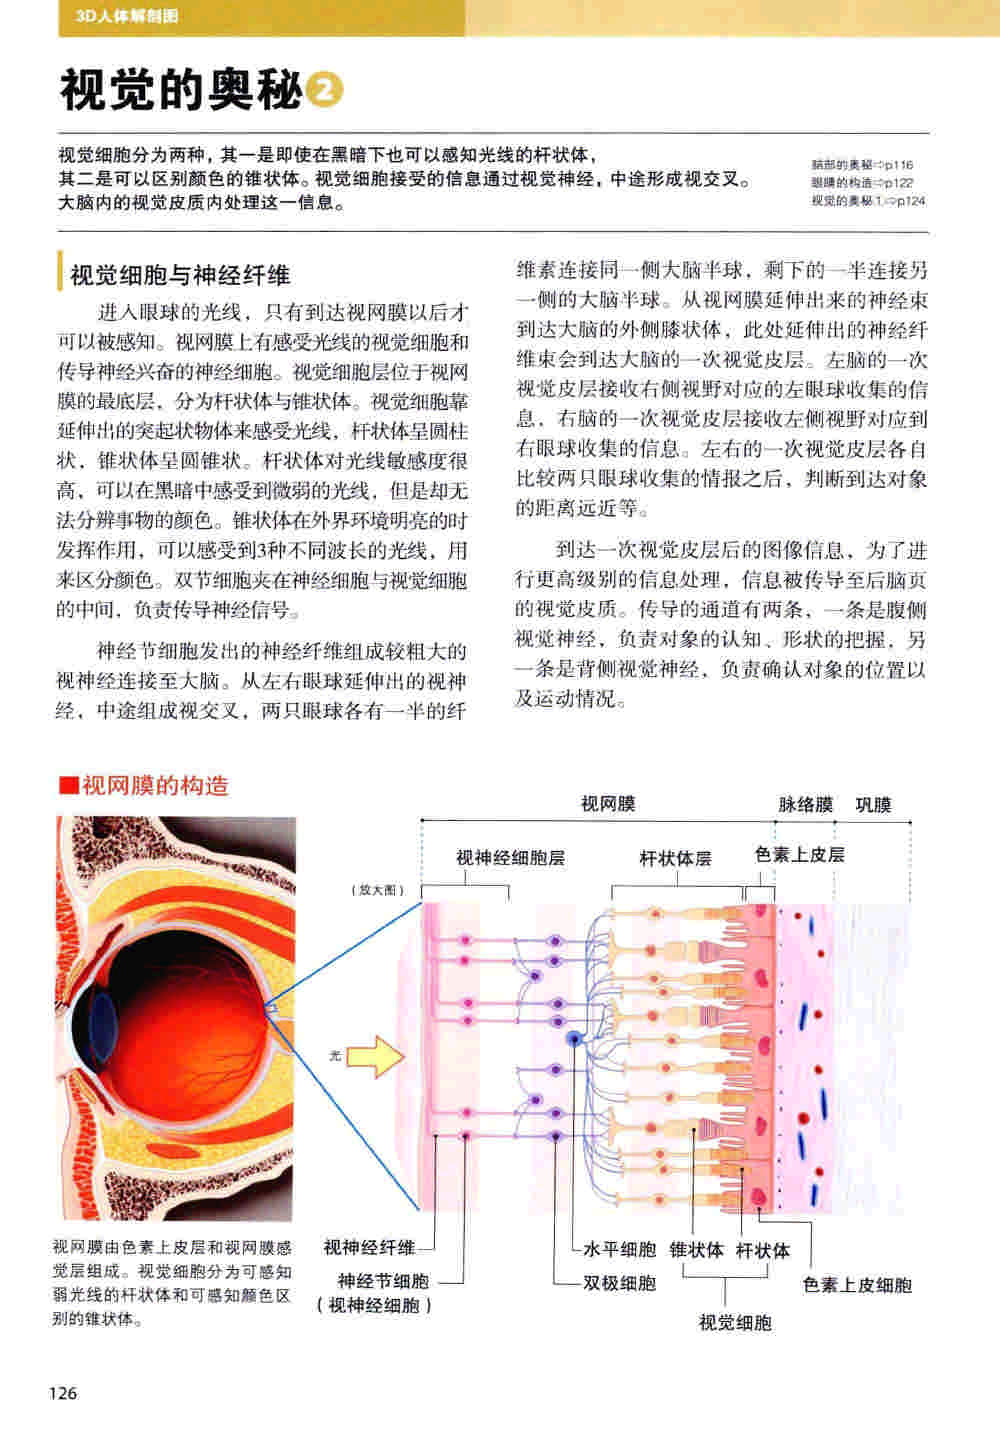 3D人体解剖图
视觉的奥秘2
视觉细胞分为两种，其一是即使在黑暗下也可以感知光线的杆状体，
其二是可以区别颜色的锥状体。视觉细胞接受的信息通过视觉神经，中途形成视交叉。
大脑内的视觉皮质内处理这一信息。
脑部的奥秘⇨p116
眼睛的构造⇨p122
视觉的奥秘1⇨p124
视觉细胞与神经纤维
进入眼球的光线，只有到达视网膜以后才
可以被感知。视网膜上有感受光线的视觉细胞和
传导神经兴奋的神经细胞。视觉细胞层位于视网
膜的最底层，分为杆状体与锥状体。视觉细胞靠
延伸出的突起状物体来感受光线，杆状体呈圆柱
状，锥状体呈圆锥状。杆状体对光线敏感度很
高，可以在黑暗中感受到微弱的光线，但是却无
法分辨事物的颜色。锥状体在外界环境明亮的时
发挥作用，可以感受到3种不同波长的光线，用
来区分颜色。双节细胞夹在神经细胞与视觉细胞
的中间，负责传导神经信号。
神经节细胞发出的神经纤维组成较粗大的
视神经连接至大脑。从左右眼球延伸出的视神
经，中途组成视交叉，两只眼球各有一半的纤
维素连接同一侧大脑半球，剩下的一半连接另
一侧的大脑半球。从视网膜延伸出来的神经束
到达大脑的外侧膝状体，此处延伸出的神经纤
维束会到达大脑的一次视觉皮层。左脑的一次
视觉皮层接收右侧视野对应的左眼球收集的信
息，右脑的一次视觉皮层接收左侧视野对应到
右眼球收集的信息。左右的一次视觉皮层各自
比较两只眼球收集的情报之后，判断到达对象
的距离远近等。
到达一次视觉皮层后的图像信息，为了进
行更高级别的信息处理，信息被传导至后脑页
的视觉皮质。传导的通道有两条，一条是腹侧
视觉神经，负责对象的认知、形状的把握，另
一条是背侧视觉神经，负责确认对象的位置以
及运动情况。
■视网膜的构造
视网膜
脉络膜
巩膜
视神经细胞层
杆状体层
色素上皮层
（放大图）
光
视神经纤维
神经节细胞
（视神经细胞）
水平细胞
双极细胞
锥状体
杆状体
视觉细胞
色素上皮细胞
视网膜由色素上皮层和视网膜感
觉层组成。视觉细胞分为可感知
弱光线的杆状体和可感知颜色区
别的锥状体。
126